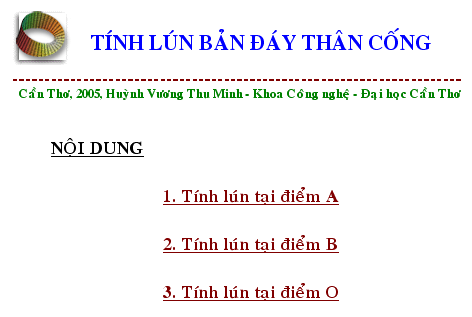 TÍNH LÚN BẢN ĐÁY THÂN CỐNG
Cần Thơ, 2005, Huỳnh Vương Thu Minh - Khoa Công nghệ - Đại học Cần Thơ
NỘI DUNG
1. Tính lún tại điểm A
2. Tính lún tại điểm B
3. Tính lún tại điểm O